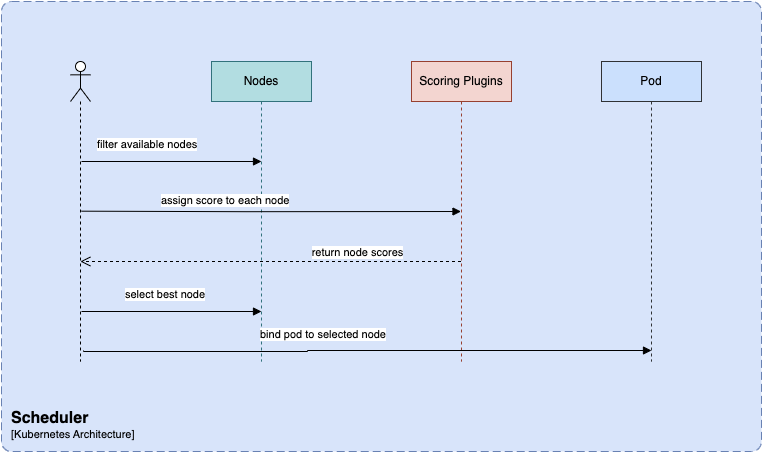 Nodes
Scoring Plugins
Pod
filter available nodes
assign score to each node
return node scores
select best node
bind pod to selected node
Scheduler
[Kubernetes Architecture]